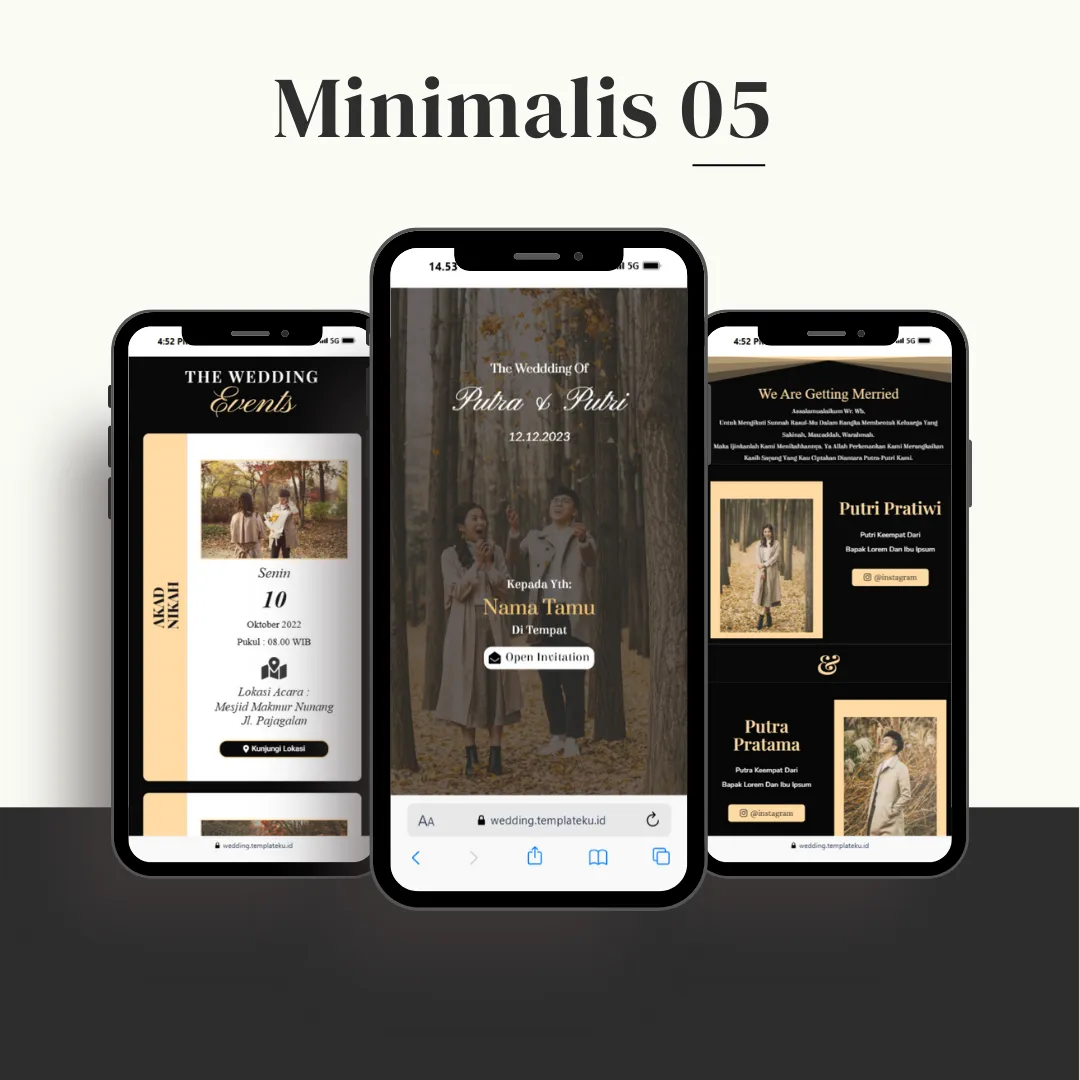 Minimalis 05
4:52 P
5G
THE WEDDING
Events
AKAD
NIKAH
Senin
10
Oktober 2022
Pukul : 08.00 WIB
Lokasi Acara :
Mesjid Makmur Nunang
Jl. Pajagalan
Kunjungi Lokasi
wedding.templateku.id
14.53
5G
The Weddding Of
Putra & Putri
12.12.2023
Kepada Yth:
Nama Tamu
Di Tempat
Open Invitation
AA
wedding.templateku.id
4:52 P
5G
We Are Getting Merried
Assalamualaikum Wr. Wb,
Untuk Mengikuti Sunnah Rasul-Mu Dalam Rangka Membentuk Keluarga Yang
Sakinah, Mawaddah, Warahmah.
Maka Ijinkanlah Kami Menikahkannya. Ya Allah Perkenankan Kami Merangkaikan
Kasih Sayang Yang Kau Ciptakan Diantara Putra-Putri Kami.
Putri Pratiwi
Putri Keempat Dari
Bapak Lorem Dan Ibu Ipsum
@instagram
&
Putra
Pratama
Putra Keempat Dari
Bapak Lorem Dan Ibu Ipsum
@instagram
wedding.templateku.id